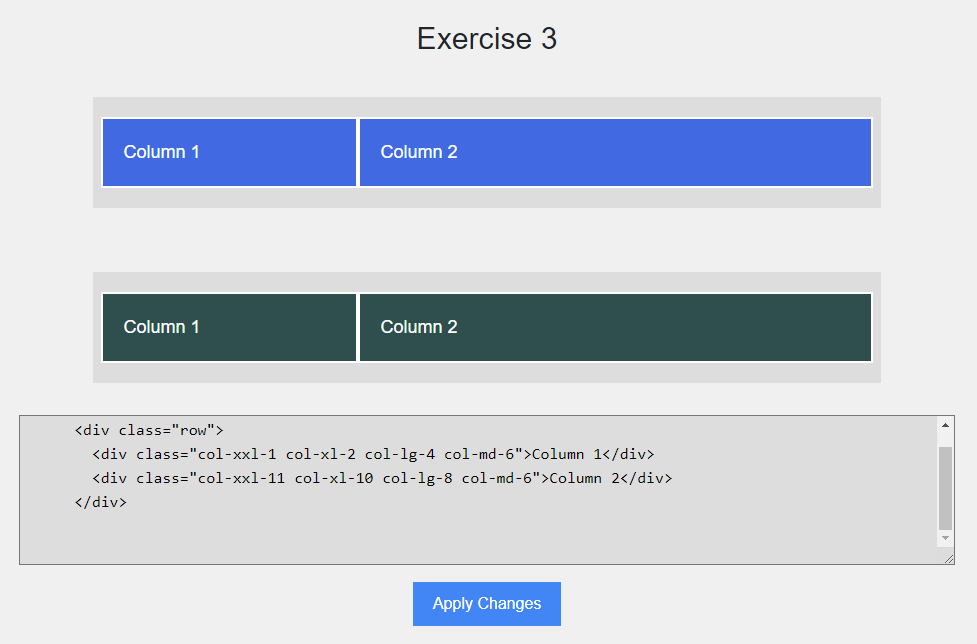 Exercise 3
Column 1 Column 2
Column 1 Column 2
<div class="row">
<div class="col-xxl-1 col-xl-2 col-lg-4 col-md-6">Column 1</div>
<div class="col-xxl-11 col-xl-10 col-lg-8 col-md-6">Column 2</div>
</div>
Apply Changes